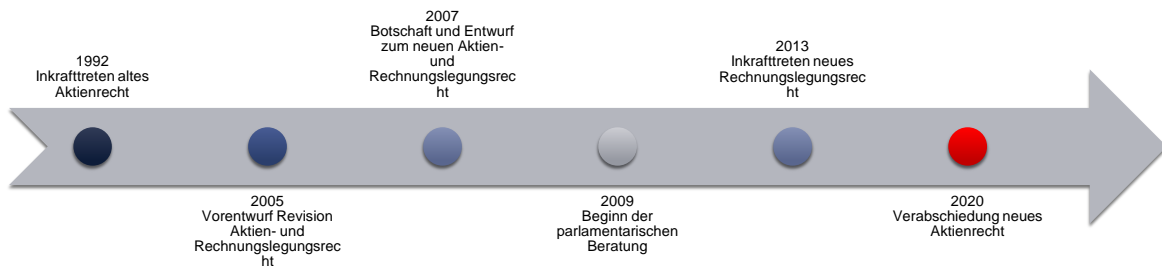 1992
Inkrafttreten altes
Aktienrecht
2005
Vorentwurf Revision
Aktien- und
Rechnungslegungsrec
ht
2007
Botschaft und Entwurf
zum neuen Aktien-
und
Rechnungslegungsrec
ht
2009
Beginn der
parlamentarischen
Beratung
2013
Inkrafttreten neues
Rechnungslegungsrec
ht
2020
Verabschiedung neues
Aktienrecht